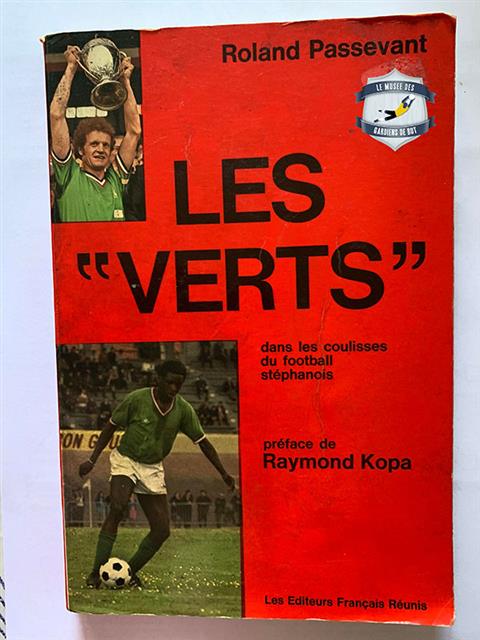 Roland Passevant
LE MUSEE DES
GARDIENS DE BUT
LES
"VERTS"
dans les coulisses
du football
stéphanois
préface de
Raymond Kopa
Les Editeurs Français Réunis